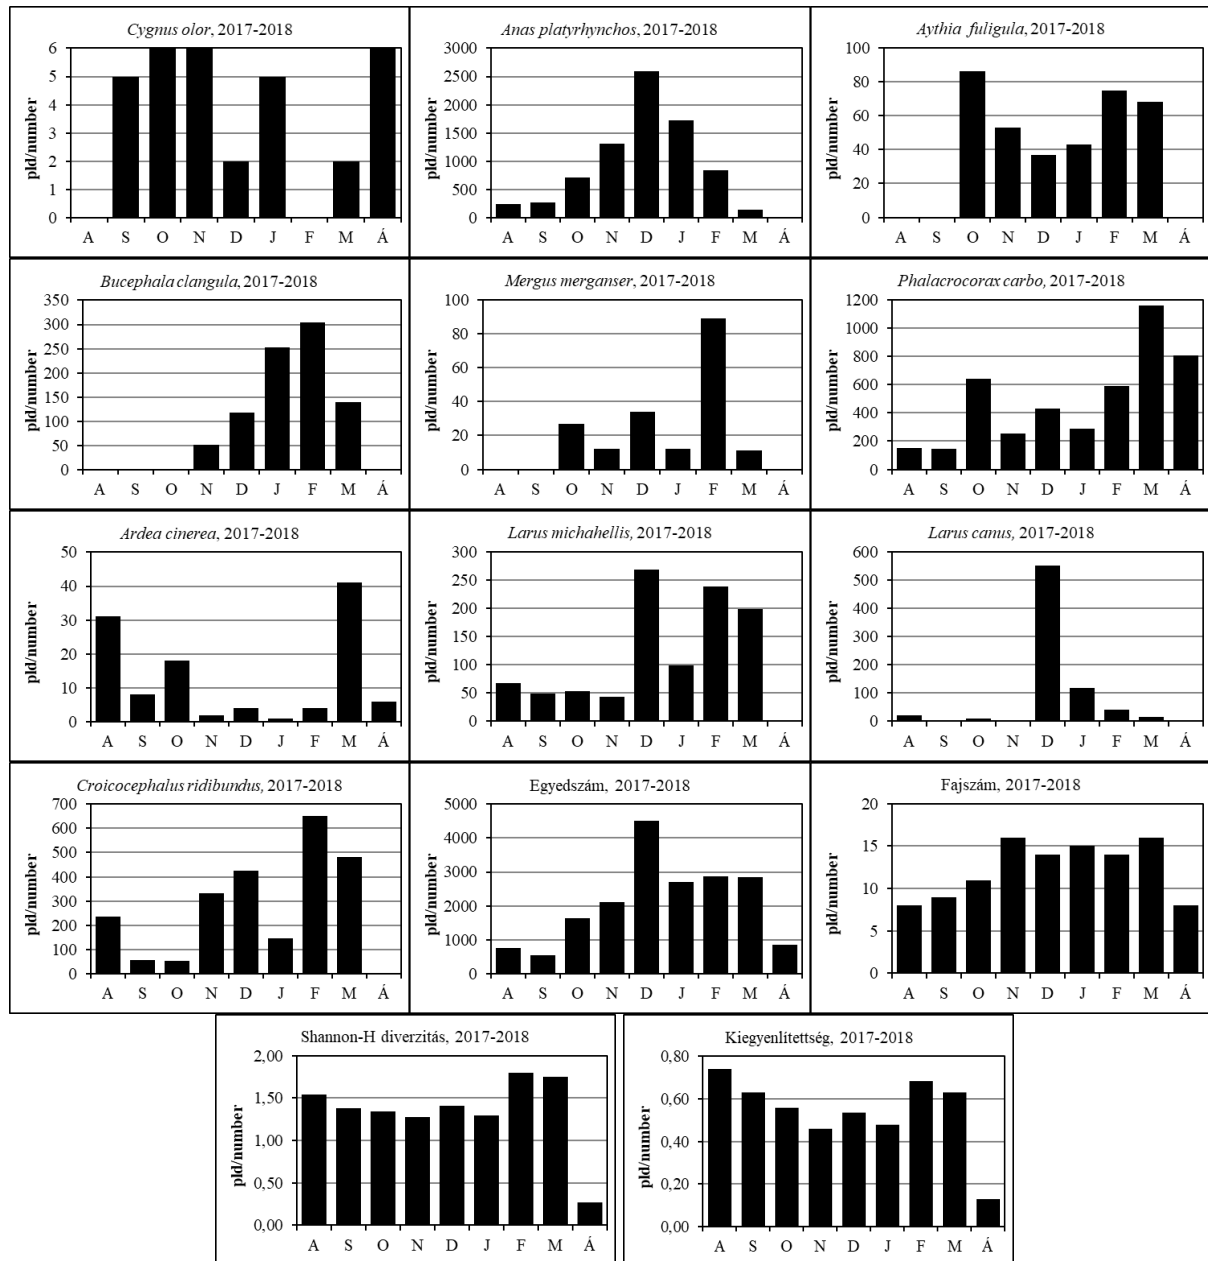 Cygnus olor, 2017-2018
pld/number
6
5
4
3
2
1
0
A S O N D J F M Á
Anas platyrhynchos, 2017-2018
pld/number
3000
2500
2000
1500
1000
500
0
A S O N D J F M Á
Aythia fuligula, 2017-2018
pld/number
100
80
60
40
20
0
A S O N D J F M Á
Bucephala clangula, 2017-2018
pld/number
350
300
250
200
150
100
50
0
A S O N D J F M Á
Mergus merganser, 2017-2018
pld/number
100
80
60
40
20
0
A S O N D J F M Á
Phalacrocorax carbo, 2017-2018
pld/number
1200
1000
800
600
400
200
0
A S O N D J F M Á
Ardea cinerea, 2017-2018
pld/number
50
40
30
20
10
0
A S O N D J F M Á
Larus michahellis, 2017-2018
pld/number
300
250
200
150
100
50
0
A S O N D J F M Á
Larus canus, 2017-2018
pld/number
600
500
400
300
200
100
0
A S O N D J F M Á
Croicocephalus ridibundus, 2017-2018
pld/number
700
600
500
400
300
200
100
0
A S O N D J F M Á
Egyedszám, 2017-2018
pld/number
5000
4000
3000
2000
1000
0
A S O N D J F M Á
Fajszám, 2017-2018
pld/number
20
15
10
5
0
A S O N D J F M Á
Shannon-H diverzitás, 2017-2018
pld/number
2,00
1,50
1,00
0,50
0,00
A S O N D J F M Á
Kiegyenlítettség, 2017-2018
pld/number
0,80
0,60
0,40
0,20
0,00
A S O N D J F M Á